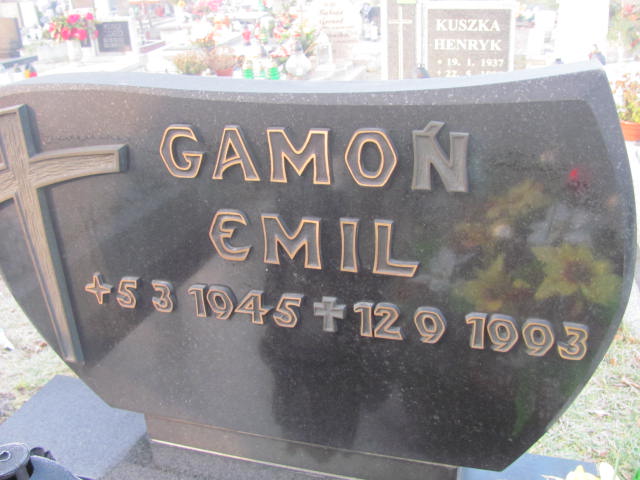 KUSZKA
HENRYK
19. 1. 1937
GAMOŃ
EMIL
5 3 1945 ✝ 12 9 1993